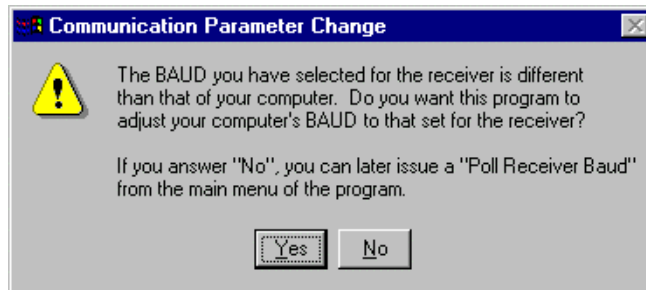 Communication Parameter Change
The BAUD you have selected for the receiver is different
than that of your computer.  Do you want this program to
adjust your computer's BAUD to that set for the receiver?
If you answer "No", you can later issue a "Poll Receiver Baud"
from the main menu of the program.
Yes No